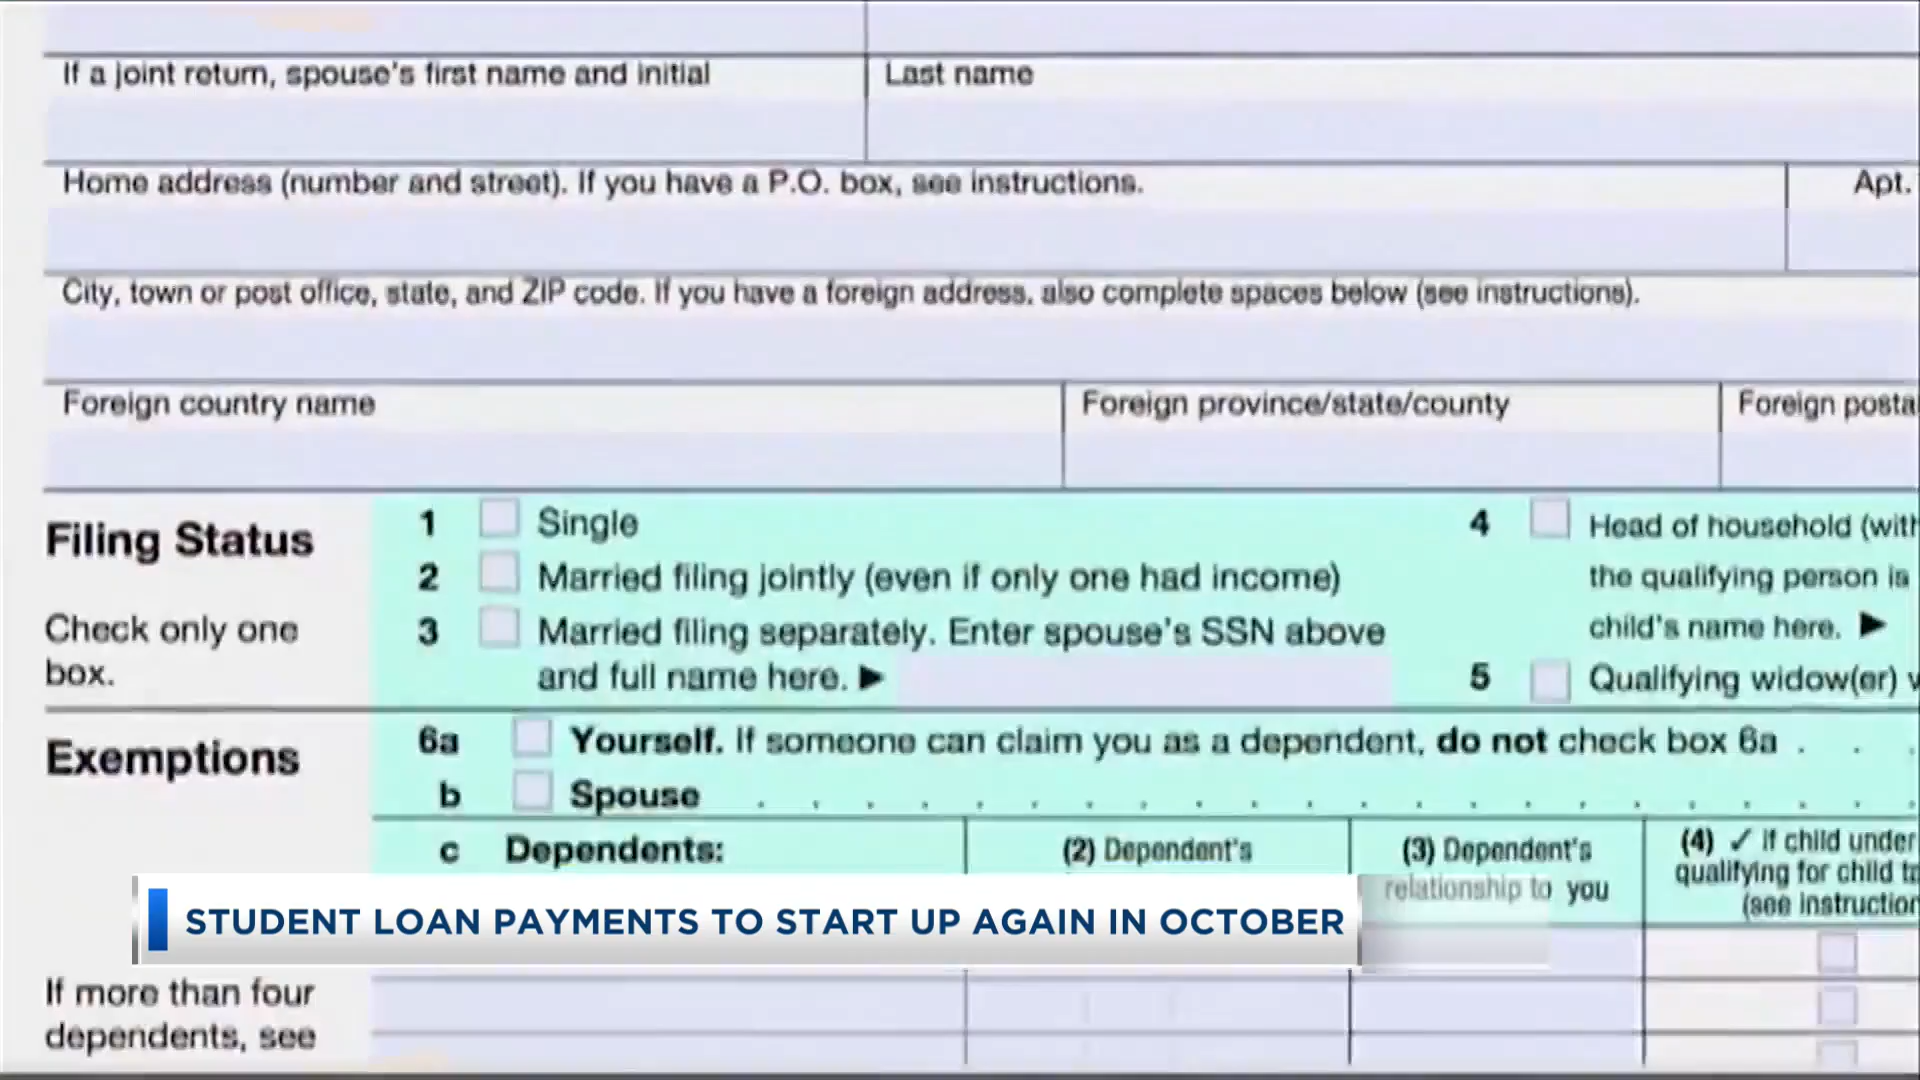 If a joint return, spouse's first name and initial
Last name
Home address (number and street). If you have a P.O. box, see instructions.
Apt.
City, town or post office, state, and ZIP code. If you have a foreign address, also complete spaces below (see instructions).
Foreign country name
Foreign province/state/county
Foreign posta
Filing Status
Check only one
box.
1 Single
2 Married filing jointly (even if only one had income)
3 Married filing separately. Enter spouse's SSN above
and full name here. ▶
4 Head of household (with
the qualifying person is
child's name here. ▶
5 Qualifying widow(er) w
Exemptions
6a Yourself. If someone can claim you as a dependent, do not check box 6a . . .
b Spouse . . . . . . . . . . . . . . . . . . . . . .
c Dependents:
(2) Dependent's
(3) Dependent's
relationship to you
(4) ✓ if child under
qualifying for child ta
(see instruction
STUDENT LOAN PAYMENTS TO START UP AGAIN IN OCTOBER
If more than four
dependents, see